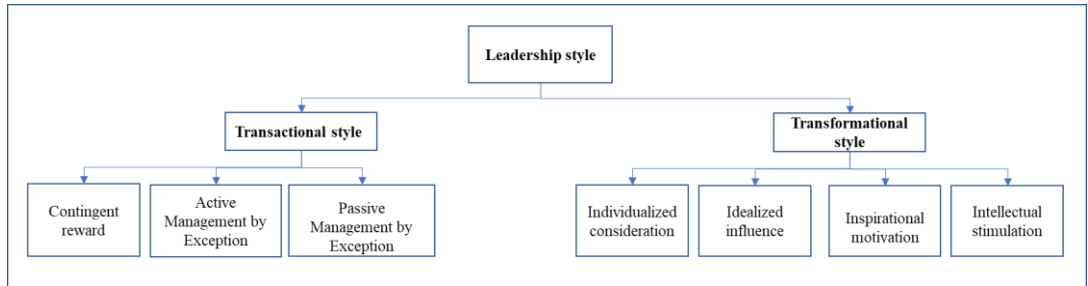 Leadership style
Transactional style
Transformational
style
Contingent
reward
Active
Management by
Exception
Passive
Management by
Exception
Individualized
consideration
Idealized
influence
Inspirational
motivation
Intellectual
stimulation